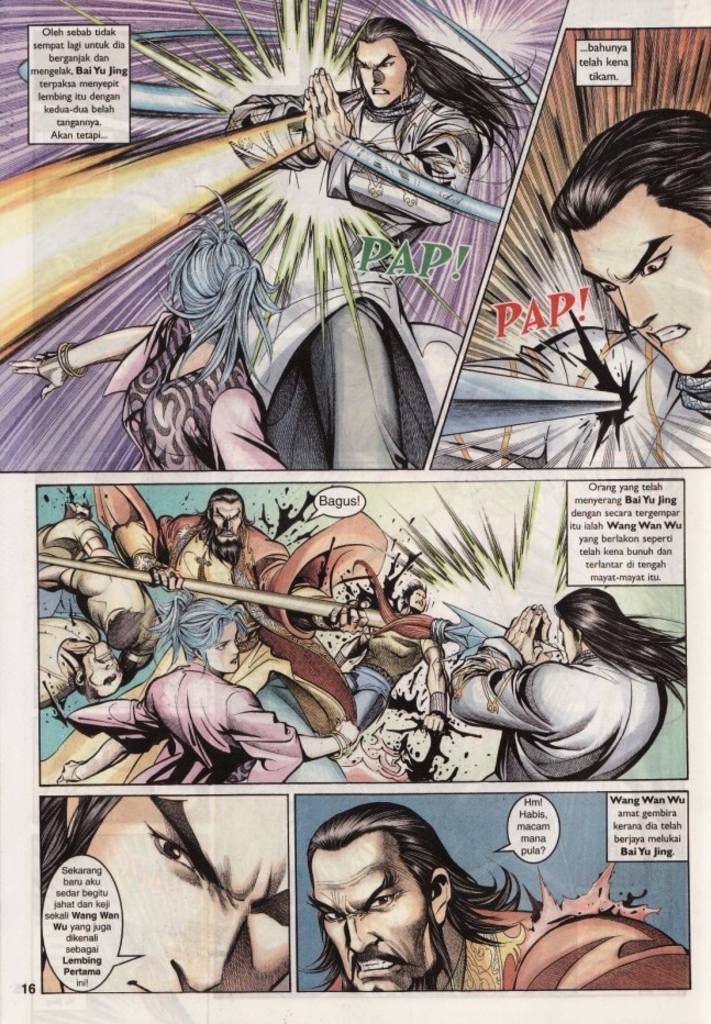 Oleh sebab tidak
sempat lagi untuk dia
berganjak dan
mengelak, Bai Yu Jing
terpaksa menyepit
lembing itu dengan
kedua-dua belah
tangannya.
Akan tetapi...
PAP!
...bahunya
telah kena
tikam.
PAP!
Bagus!
Orang yang telah
menyerang Bai Yu Jing
dengan secara tergempar
itu ialah Wang Wan Wu
yang berlakon seperti
telah kena bunuh dan
terlantar di tengah
mayat-mayat itu.
Sekarang
baru aku
sedar begitu
jahat dan keji
sekali Wang Wan
Wu yang juga
dikenali
sebagai
Lembing
Pertama
ini!
Hm!
Habis,
macam
mana
pula?
Wang Wan Wu
amat gembira
kerana dia telah
berjaya melukai
Bai Yu Jing.
16